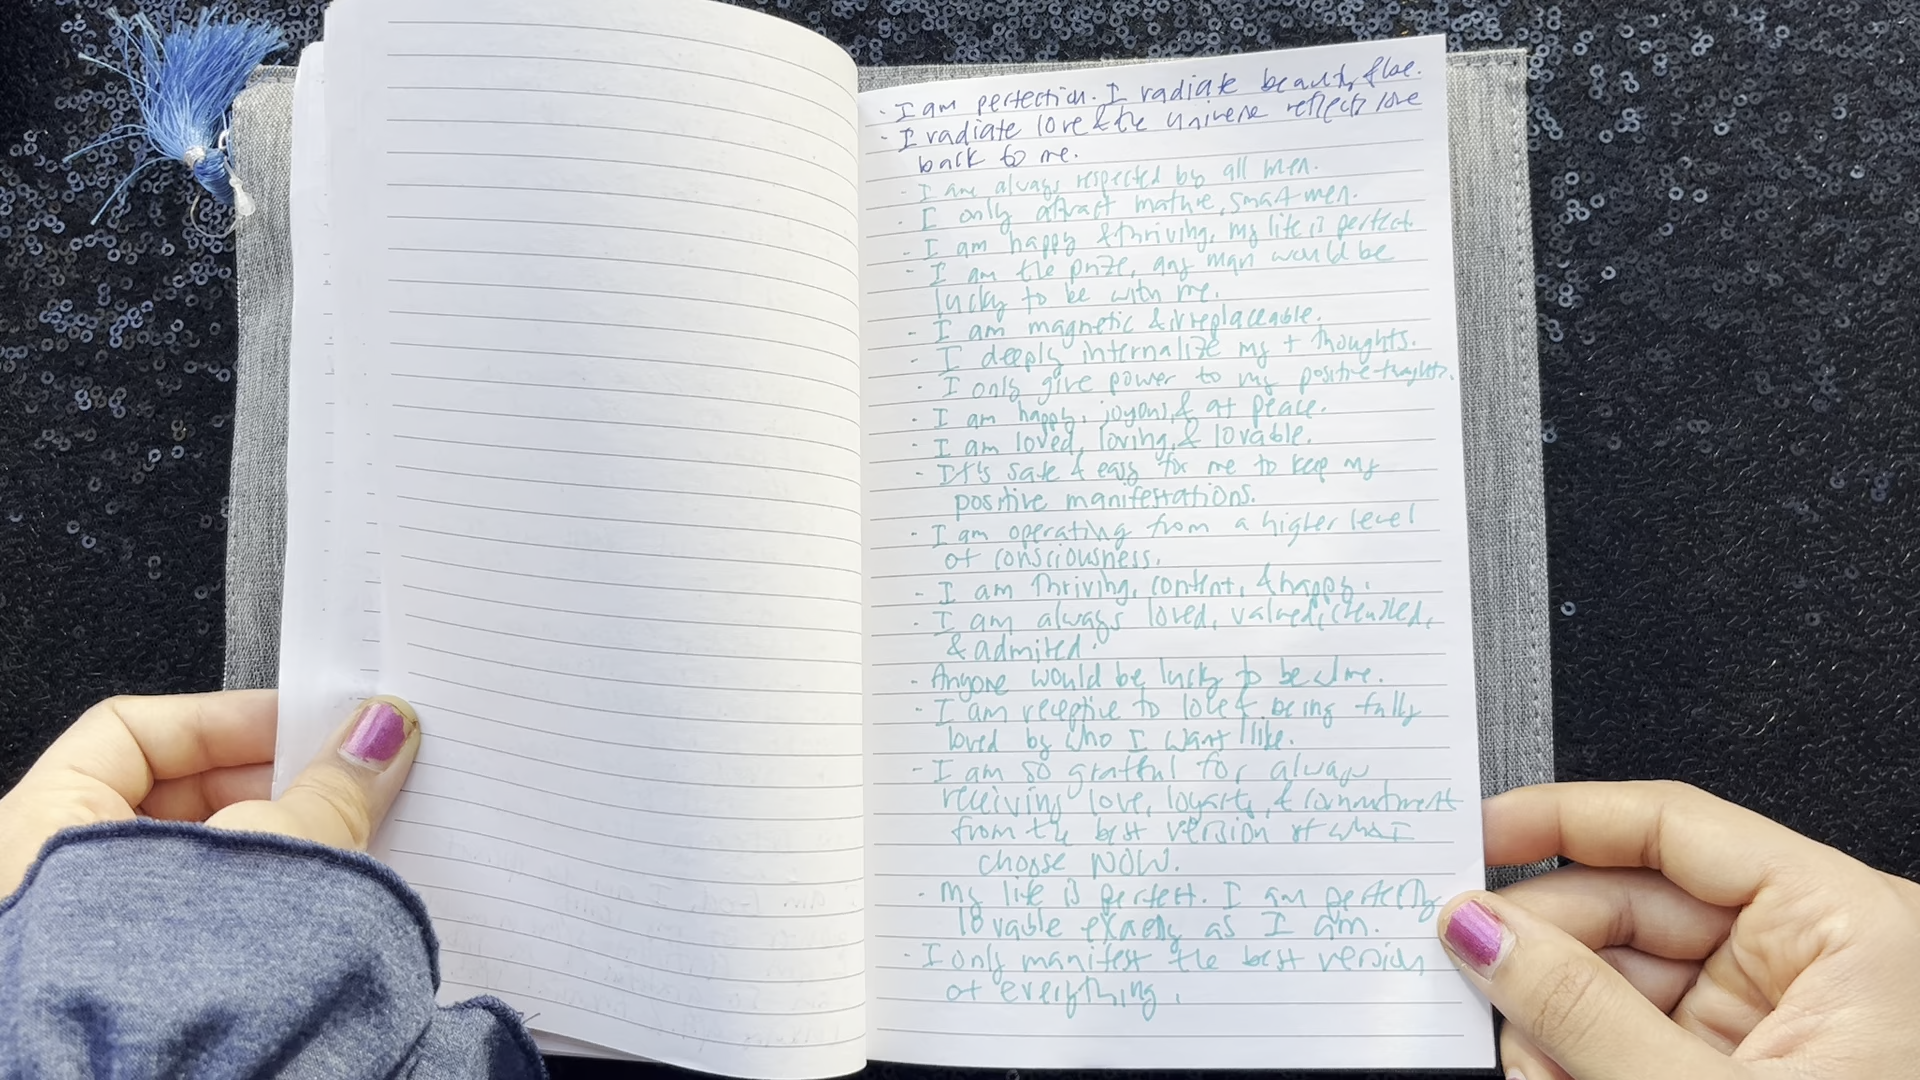 - I am perfection. I radiate beauty & love.
- I radiate love & the universe reflects love
back to me.
- I am always respected by all men.
- I only attract mature, smart men.
- I am happy & thriving, my life is perfect.
- I am the prize, any man would be
lucky to be with me.
- I am magnetic & irreplaceable.
- I deeply internalize my + thoughts.
- I only give power to my positive thoughts.
- I am happy, joyous, & at peace.
- I am loved, loving, & lovable.
- It's safe & easy for me to keep my
positive manifestations.
- I am operating from a higher level
of consciousness.
- I am thriving, content, & happy.
- I am always loved, valued, cherished,
& admired.
- Anyone would be lucky to be w/ me.
- I am receptive to love & being fully
loved by who I want/like.
- I am so grateful for always
receiving love, loyalty, & commitment
from the best version of who I
choose NOW.
- My life is perfect. I am perfectly
lovable exactly as I am.
- I only manifest the best version
of everything.